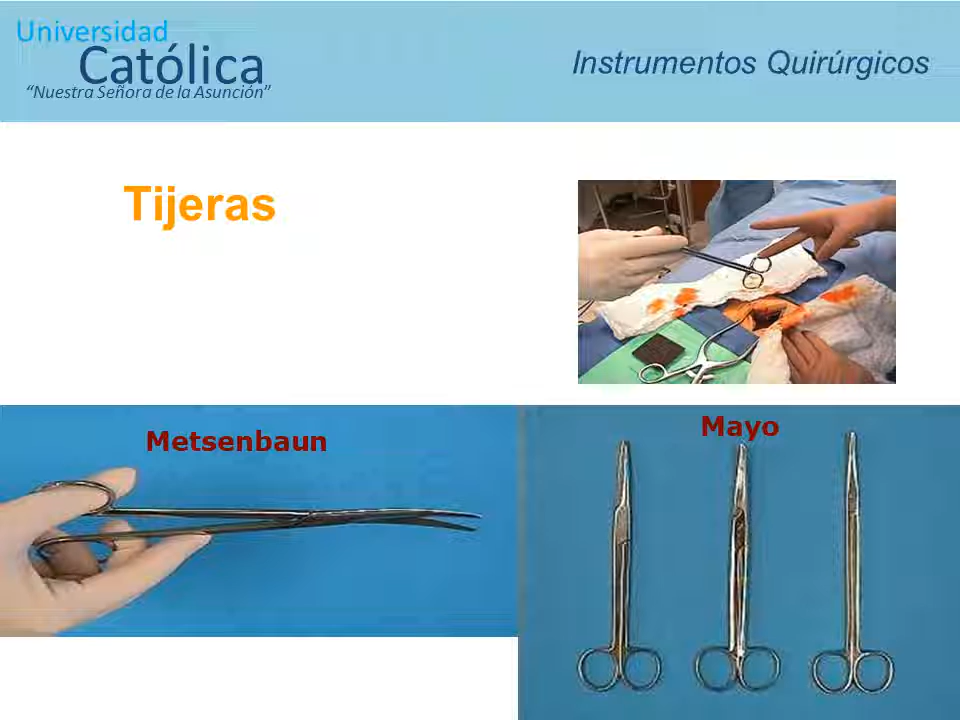 Universidad
Católica
“Nuestra Señora de la Asunción”
Instrumentos Quirúrgicos
Tijeras
Metsenbaun
Mayo